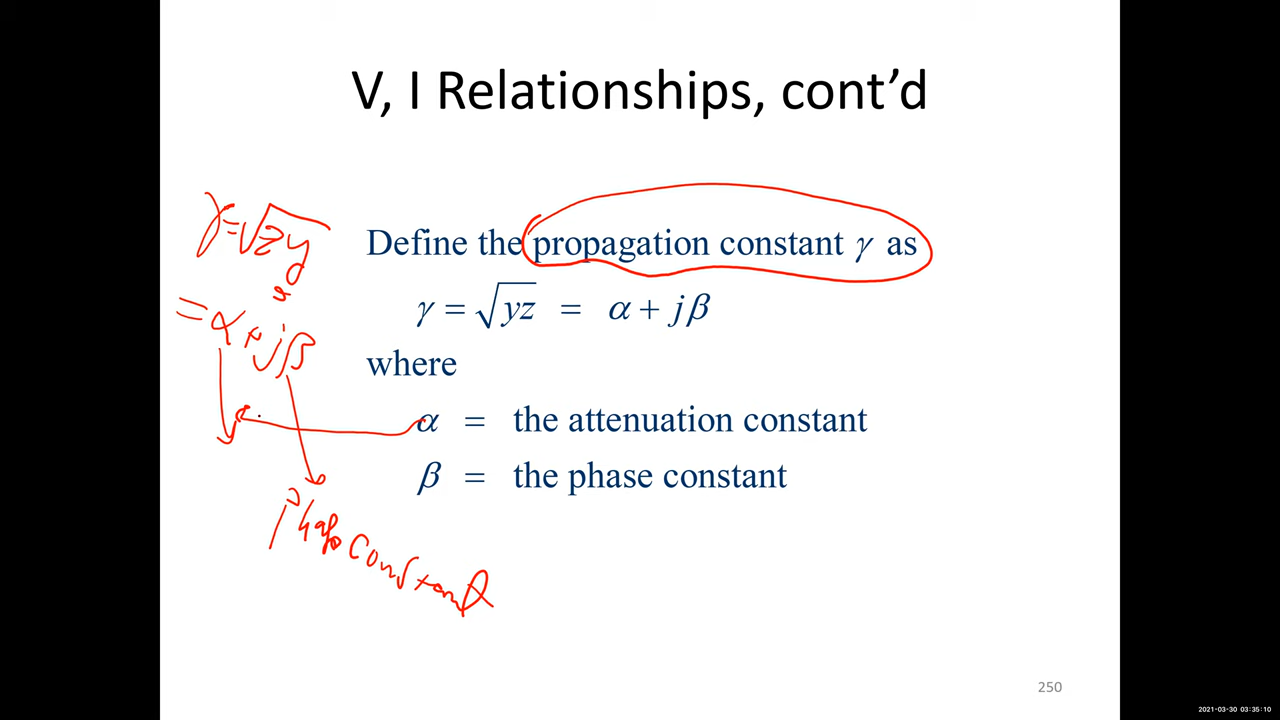 V, I Relationships, cont’d
γ=√zy
= α+jβ
Define the propagation constant γ as
γ = √yz = α + jβ
where
α = the attenuation constant
β = the phase constant
Phase constant
250
2021-03-30 03:35:10